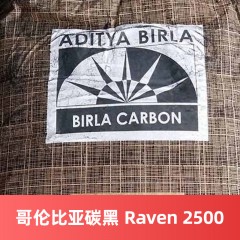 ADITYA BIRLA
BIRLA CARBON
哥伦比亚碳黑 Raven 2500